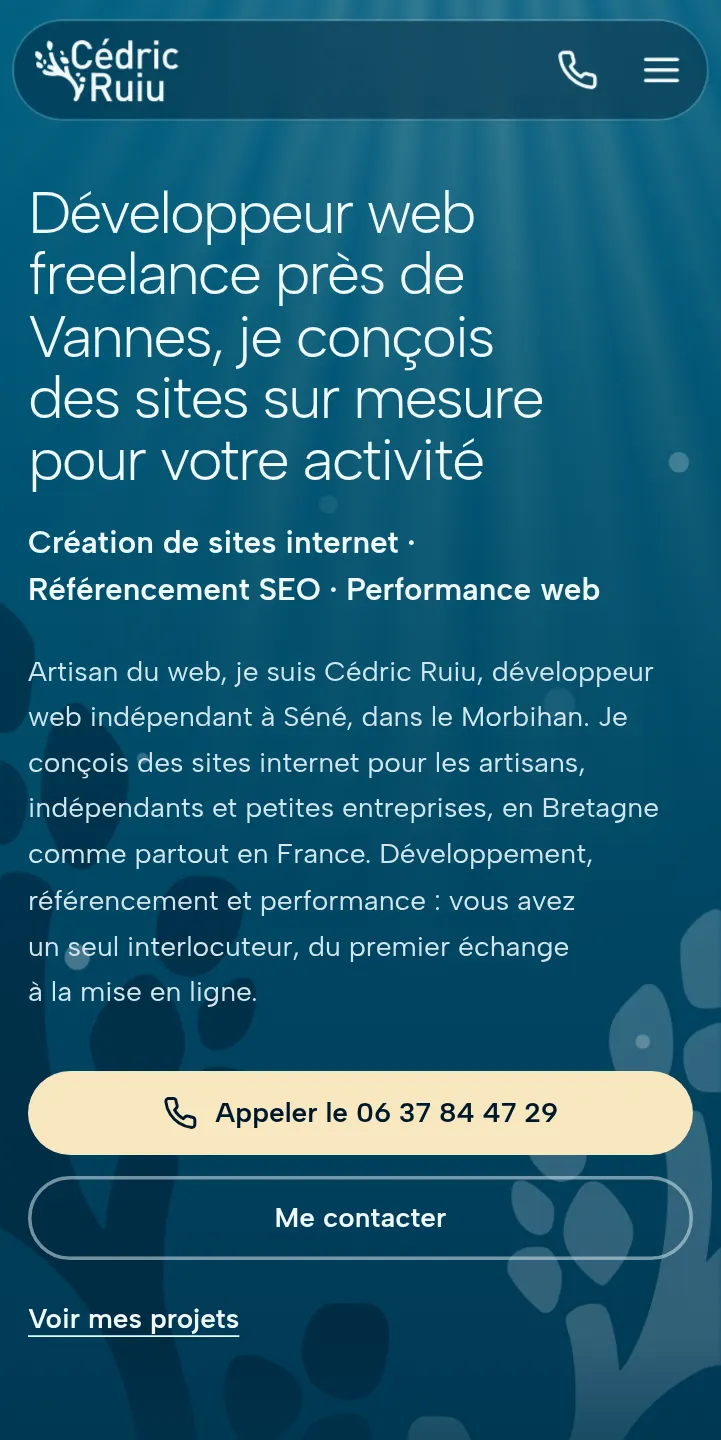 Cédric
Ruiu
Développeur web
freelance près de
Vannes, je conçois
des sites sur mesure
pour votre activité
Création de sites internet ·
Référencement SEO · Performance web
Artisan du web, je suis Cédric Ruiu, développeur
web indépendant à Séné, dans le Morbihan. Je
conçois des sites internet pour les artisans,
indépendants et petites entreprises, en Bretagne
comme partout en France. Développement,
référencement et performance : vous avez
un seul interlocuteur, du premier échange
à la mise en ligne.
Appeler le 06 37 84 47 29
Me contacter
Voir mes projets